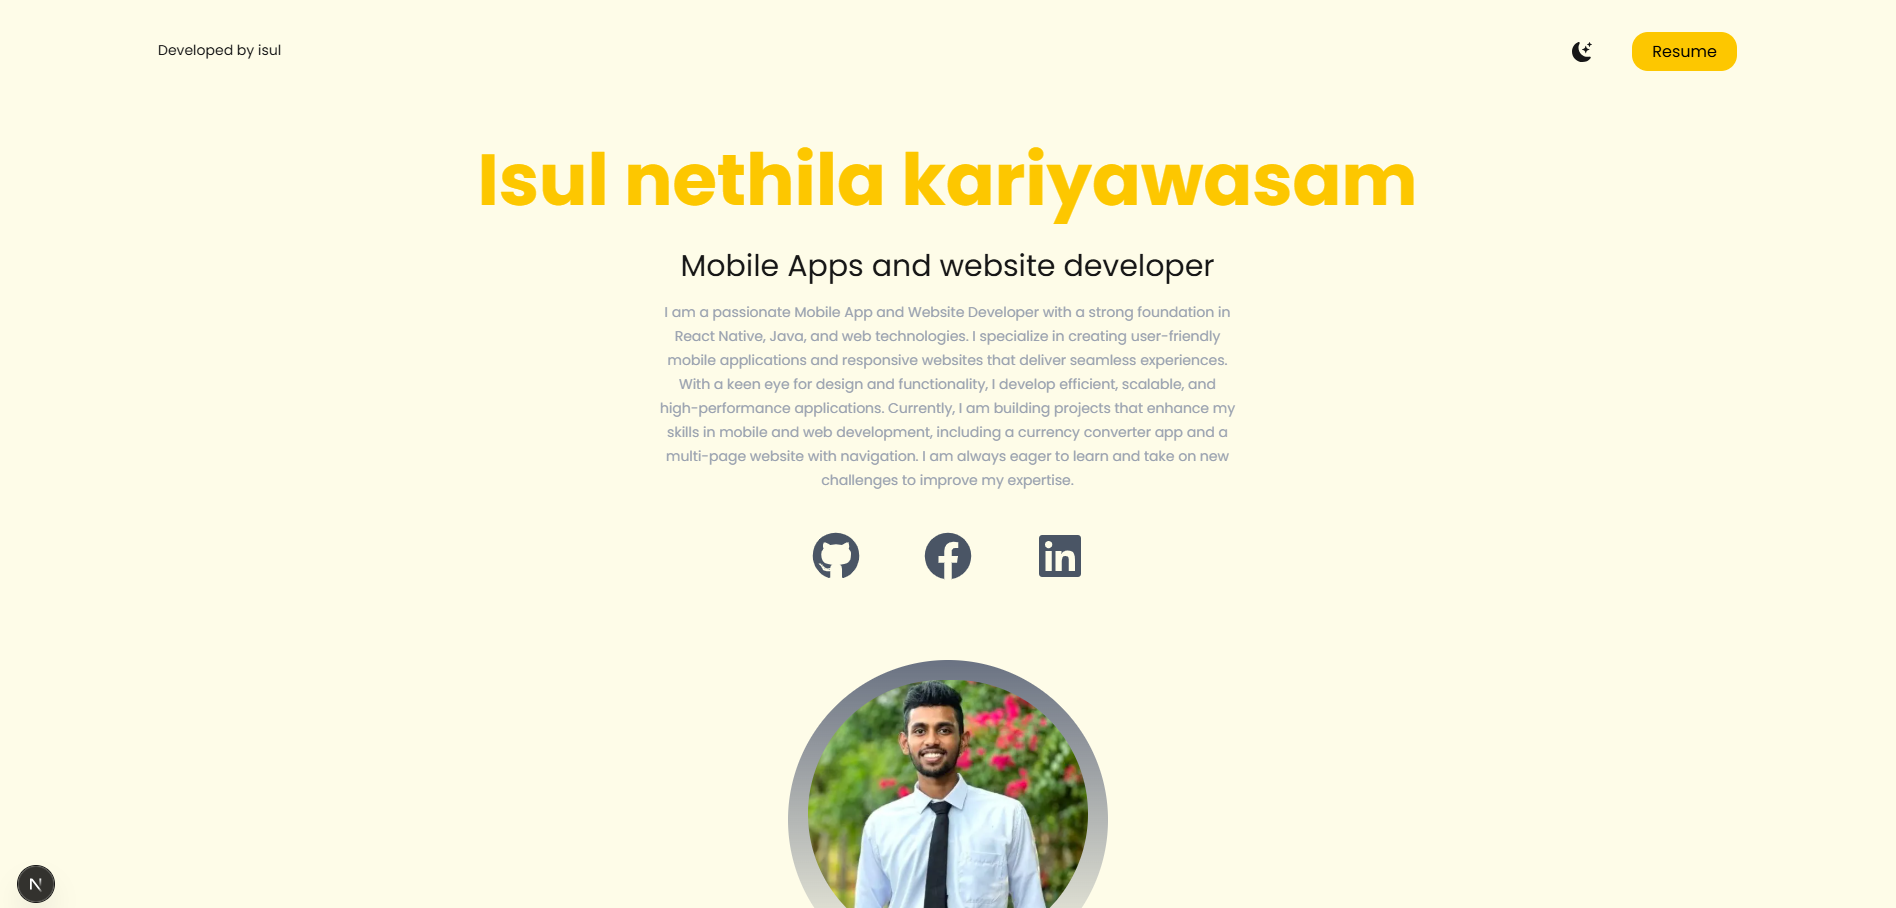 Developed by isul
Resume
Isul nethila kariyawasam
Mobile Apps and website developer
I am a passionate Mobile App and Website Developer with a strong foundation in
React Native, Java, and web technologies. I specialize in creating user-friendly
mobile applications and responsive websites that deliver seamless experiences.
With a keen eye for design and functionality, I develop efficient, scalable, and
high-performance applications. Currently, I am building projects that enhance my
skills in mobile and web development, including a currency converter app and a
multi-page website with navigation. I am always eager to learn and take on new
challenges to improve my expertise.
in
N